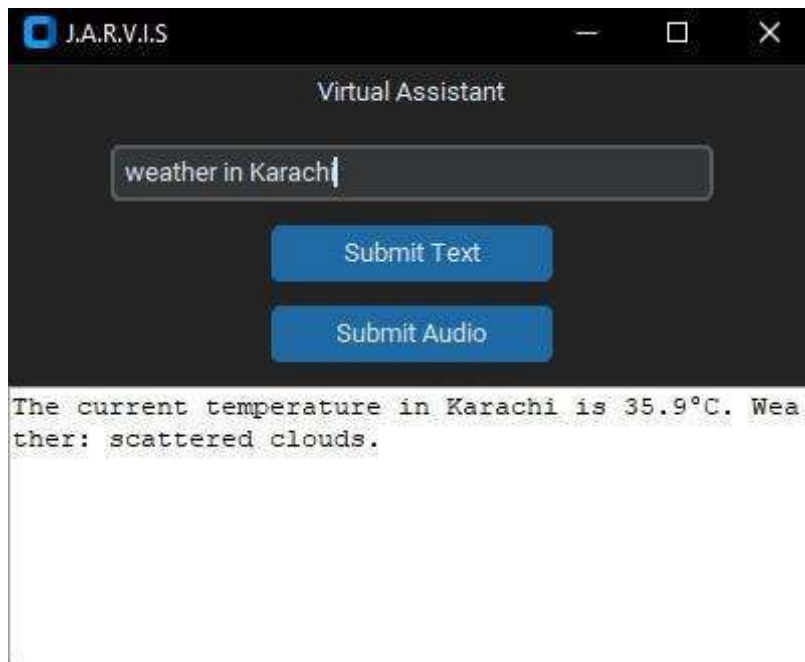 J.A.R.V.I.S
Virtual Assistant
weather in Karachi
Submit Text
Submit Audio
The current temperature in Karachi is 35.9°C. Wea
ther: scattered clouds.